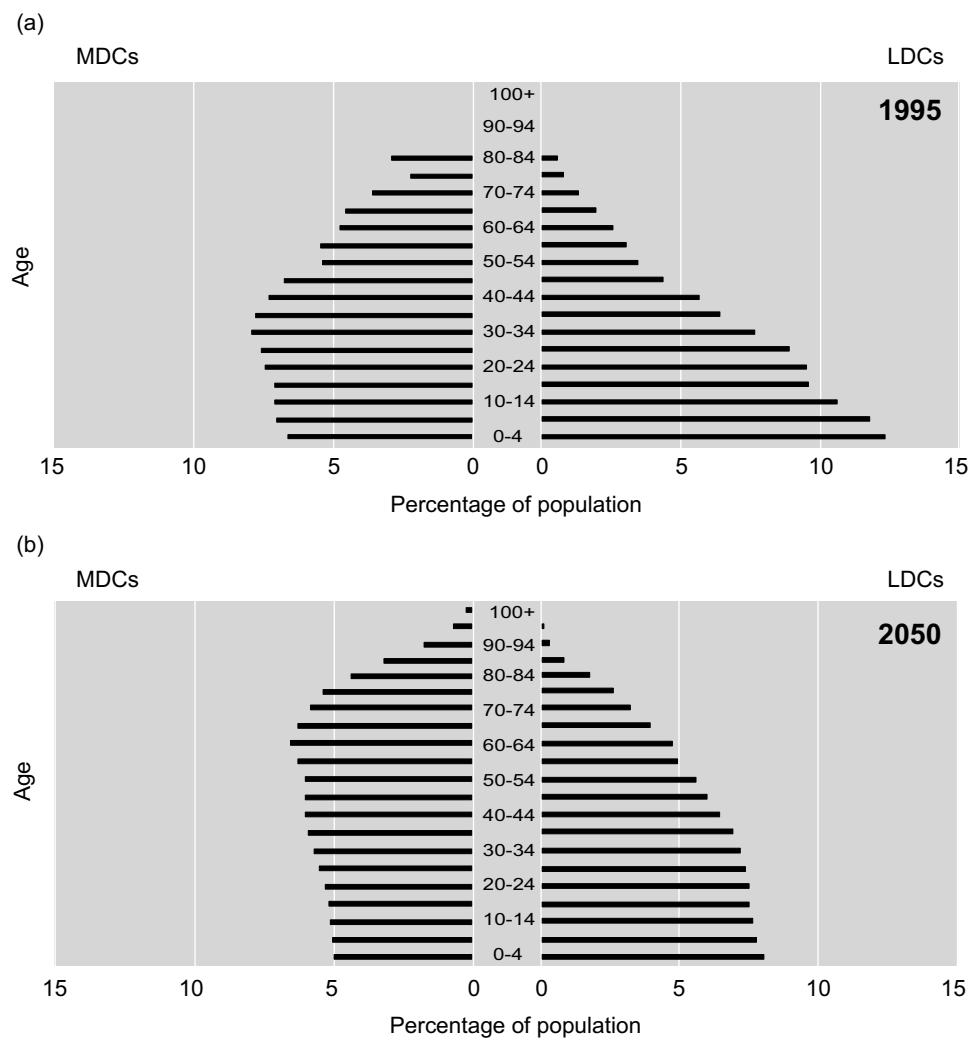 (a)
MDCs LDCs
1995
100+
90-94
80-84
70-74
60-64
50-54
40-44
30-34
20-24
10-14
0-4
Age
15 10 5 0 0 5 10 15
Percentage of population
(b)
MDCs LDCs
2050
100+
90-94
80-84
70-74
60-64
50-54
40-44
30-34
20-24
10-14
0-4
Age
15 10 5 0 0 5 10 15
Percentage of population